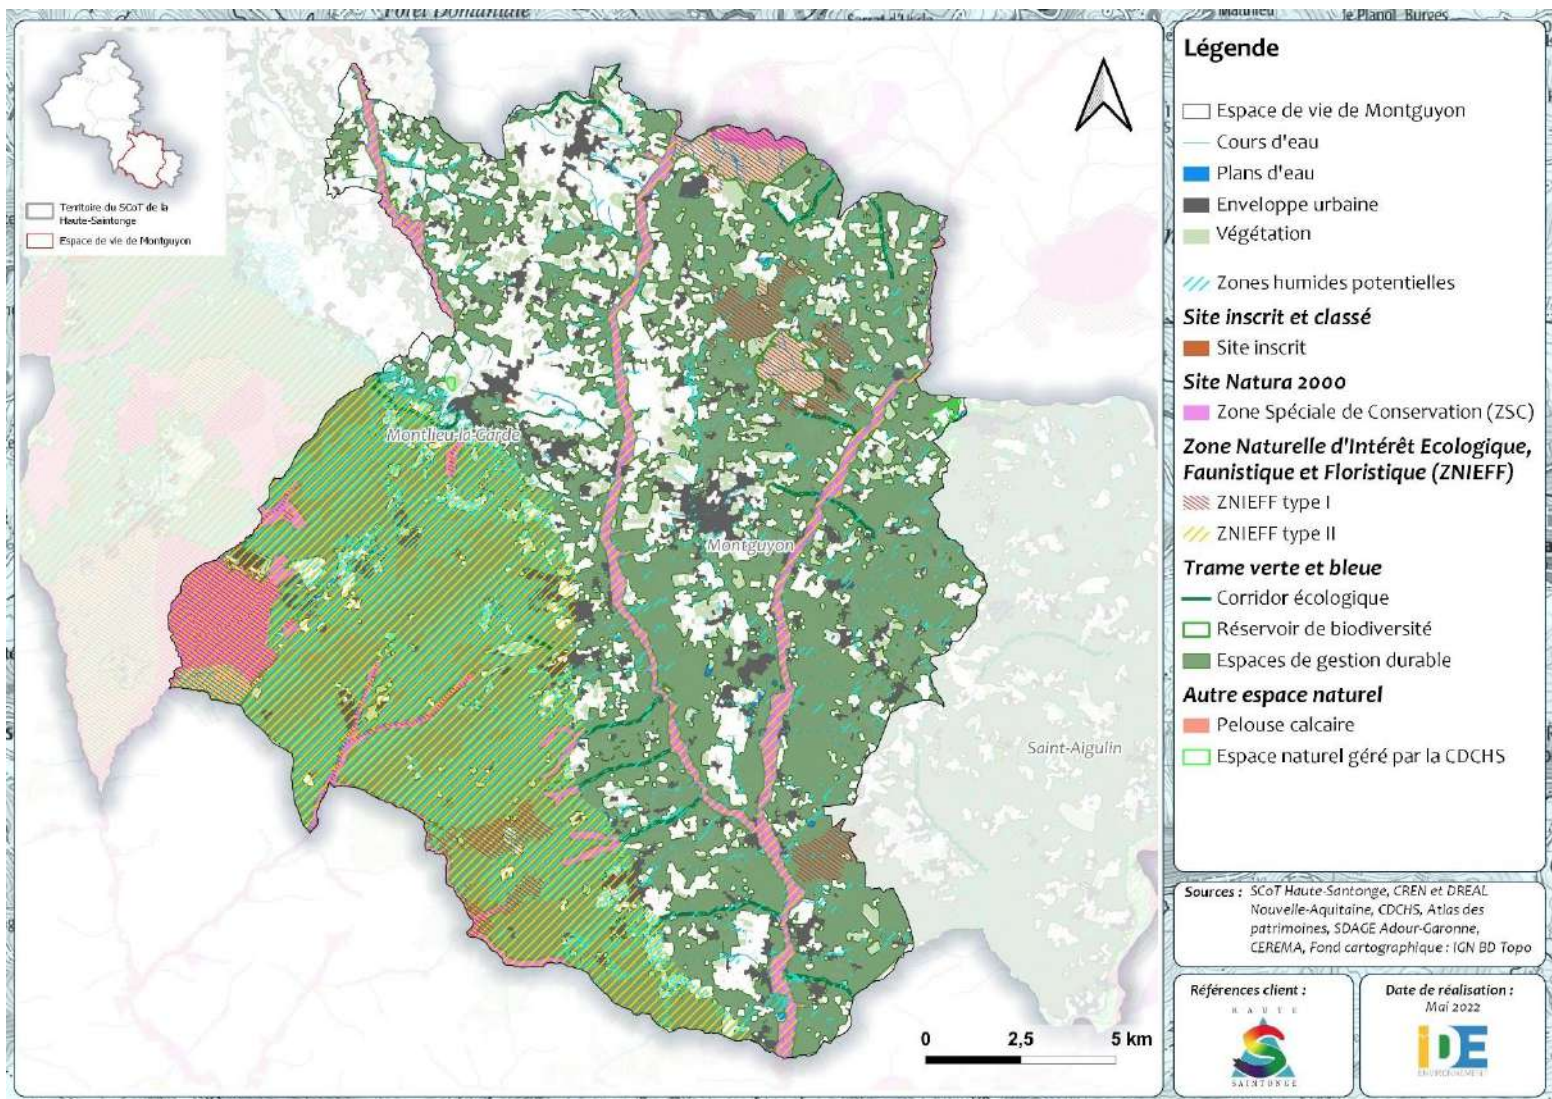 Forêt Domaniale
le Planol
Burges
Territoire du SCoT de la
Haute-Saintonge
Espace de vie de Montguyon
Montlieu-la-Garde
Montguyon
Saint-Aigulin
0 2,5 5 km
Légende
Espace de vie de Montguyon
Cours d'eau
Plans d'eau
Enveloppe urbaine
Végétation
Zones humides potentielles
Site inscrit et classé
Site inscrit
Site Natura 2000
Zone Spéciale de Conservation (ZSC)
Zone Naturelle d'Intérêt Ecologique,
Faunistique et Floristique (ZNIEFF)
ZNIEFF type I
ZNIEFF type II
Trame verte et bleue
Corridor écologique
Réservoir de biodiversité
Espaces de gestion durable
Autre espace naturel
Pelouse calcaire
Espace naturel géré par la CDCHS
Sources : SCoT Haute-Santonge, CREN et DREAL
Nouvelle-Aquitaine, CDCHS, Atlas des
patrimoines, SDAGE Adour-Garonne,
CEREMA, Fond cartographique : IGN BD Topo
Références client :
HAUTE
SAINTONGE
Date de réalisation :
Mai 2022
iDE
ENVIRONNEMENT